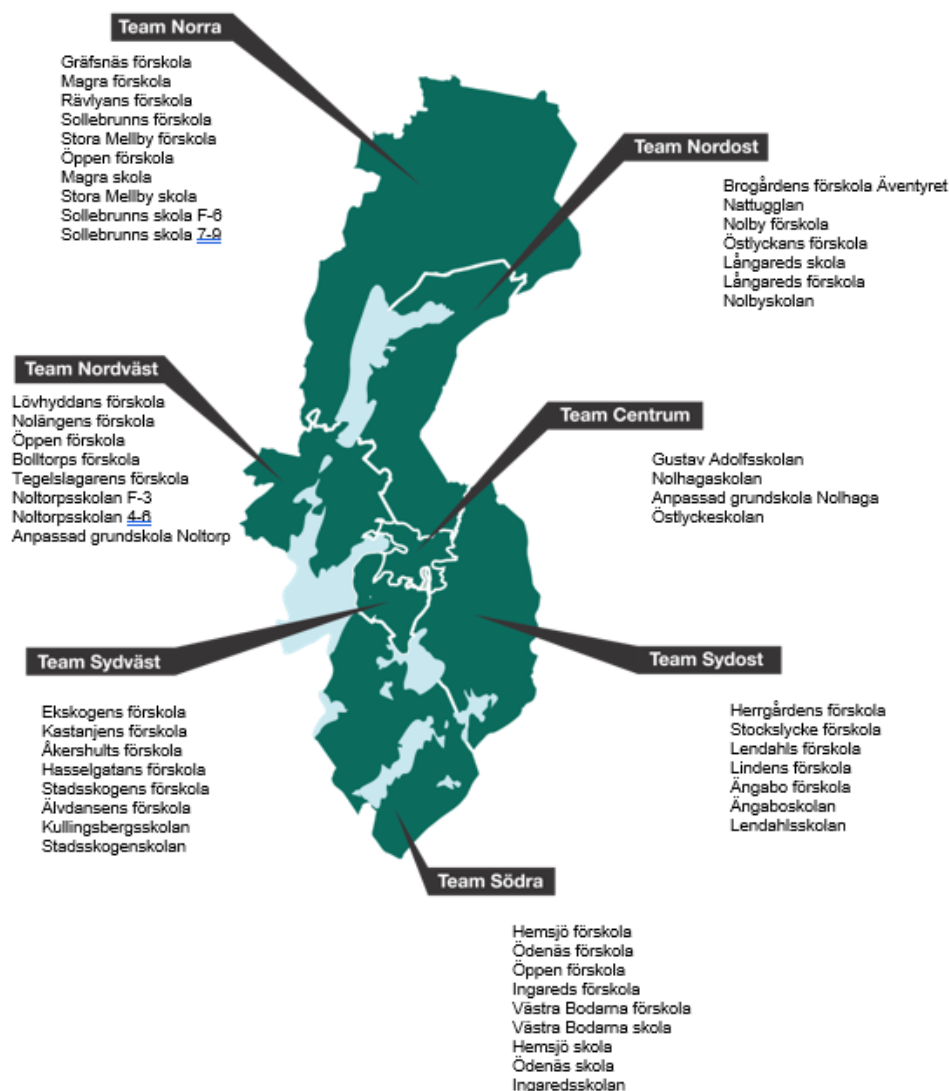 Team Norra
Gräfsnäs förskola
Magra förskola
Rävlyans förskola
Sollebrunns förskola
Stora Mellby förskola
Öppen förskola
Magra skola
Stora Mellby skola
Sollebrunns skola F-6
Sollebrunns skola 7-9
Team Nordost
Brogårdens förskola Äventyret
Nattugglan
Nolby förskola
Östlyckans förskola
Långareds skola
Långareds förskola
Nolbyskolan
Team Nordväst
Lövhyddans förskola
Nolängens förskola
Öppen förskola
Bolltorps förskola
Tegelslagarens förskola
Noltorpsskolan F-3
Noltorpsskolan 4-6
Anpassad grundskola Noltorp
Team Centrum
Gustav Adolfsskolan
Nolhagaskolan
Anpassad grundskola Nolhaga
Östlyckeskolan
Team Sydväst
Ekskogens förskola
Kastanjens förskola
Åkershults förskola
Hasselgatans förskola
Stadsskogens förskola
Älvdansens förskola
Kullingsbergsskolan
Stadsskogenskolan
Team Sydost
Herrgårdens förskola
Stockslycke förskola
Lendahls förskola
Lindens förskola
Ängabo förskola
Ängaboskolan
Lendahlsskolan
Team Södra
Hemsjö förskola
Ödenäs förskola
Öppen förskola
Ingareds förskola
Västra Bodarna förskola
Västra Bodarna skola
Hemsjö skola
Ödenäs skola
Ingaredsskolan